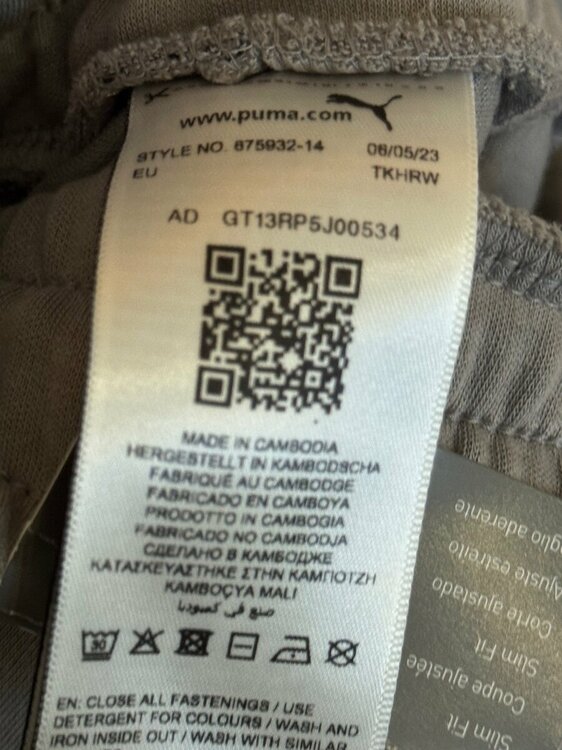 www.puma.com
STYLE NO. 675932-14 06/05/23
EU TKHRW
AD GT13RP5J00534
MADE IN CAMBODIA
HERGESTELLT IN KAMBODSCHA
FABRIQUÉ AU CAMBODGE
FABRICADO EN CAMBOYA
PRODOTTO IN CAMBOGIA
FABRICADO NO CAMBODJA
СДЕЛАНО В КАМБОДЖЕ
ΚΑΤΑΣΚΕΥΑΣΤΗΚΕ ΣΤΗΝ ΚΑΜΠΟΤΖΗ
KAMBOÇYA MALI
صنع في كمبوديا
30
EN: CLOSE ALL FASTENINGS / USE
DETERGENT FOR COLOURS / WASH AND
IRON INSIDE OUT / WASH WITH SIMILAR
Slim Fit
Coupe ajustée
Slim Fit
Corte ajustado
Ajuste estreito
aderente